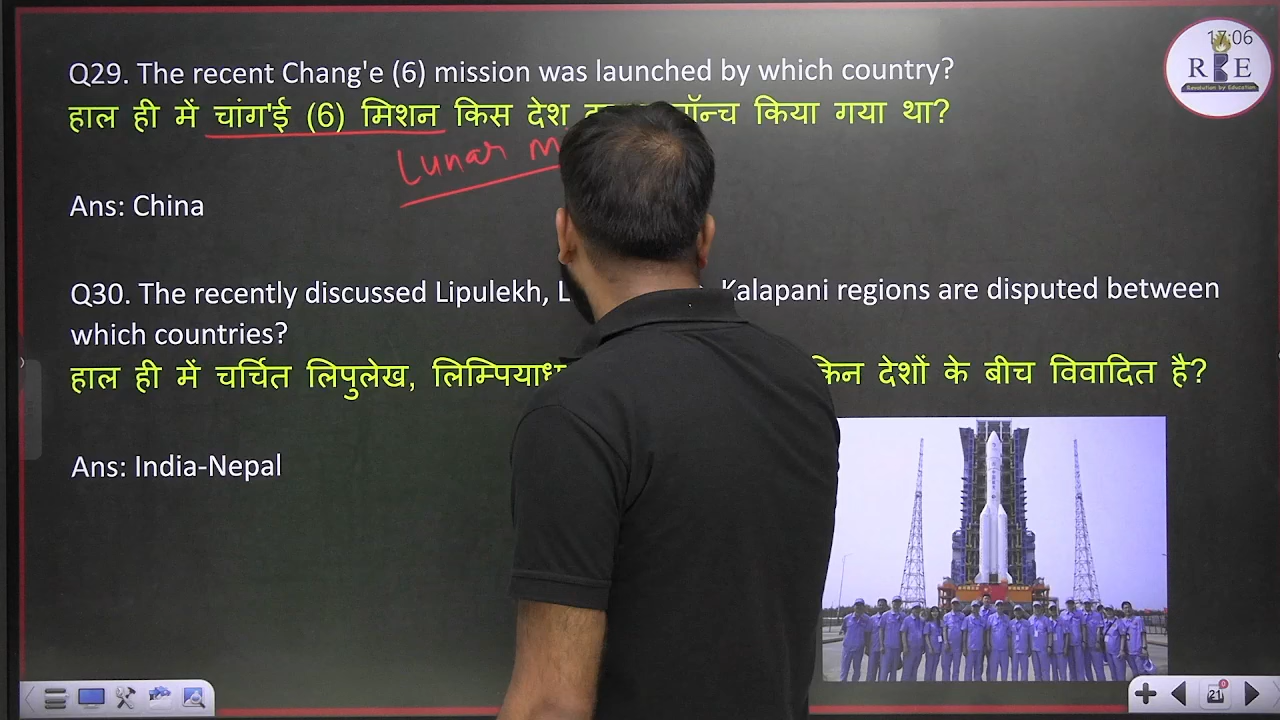 17:06
R E
Revolution by Education
Q29. The recent Chang'e (6) mission was launched by which country?
हाल ही में चांग'ई (6) मिशन किस देश लॉन्च किया गया था?
Lunar
Ans: China
Q30. The recently discussed Lipulekh, Kalapani regions are disputed between
which countries?
हाल ही में चर्चित लिपुलेख, किन देशों के बीच विवादित है?
Ans: India-Nepal
21